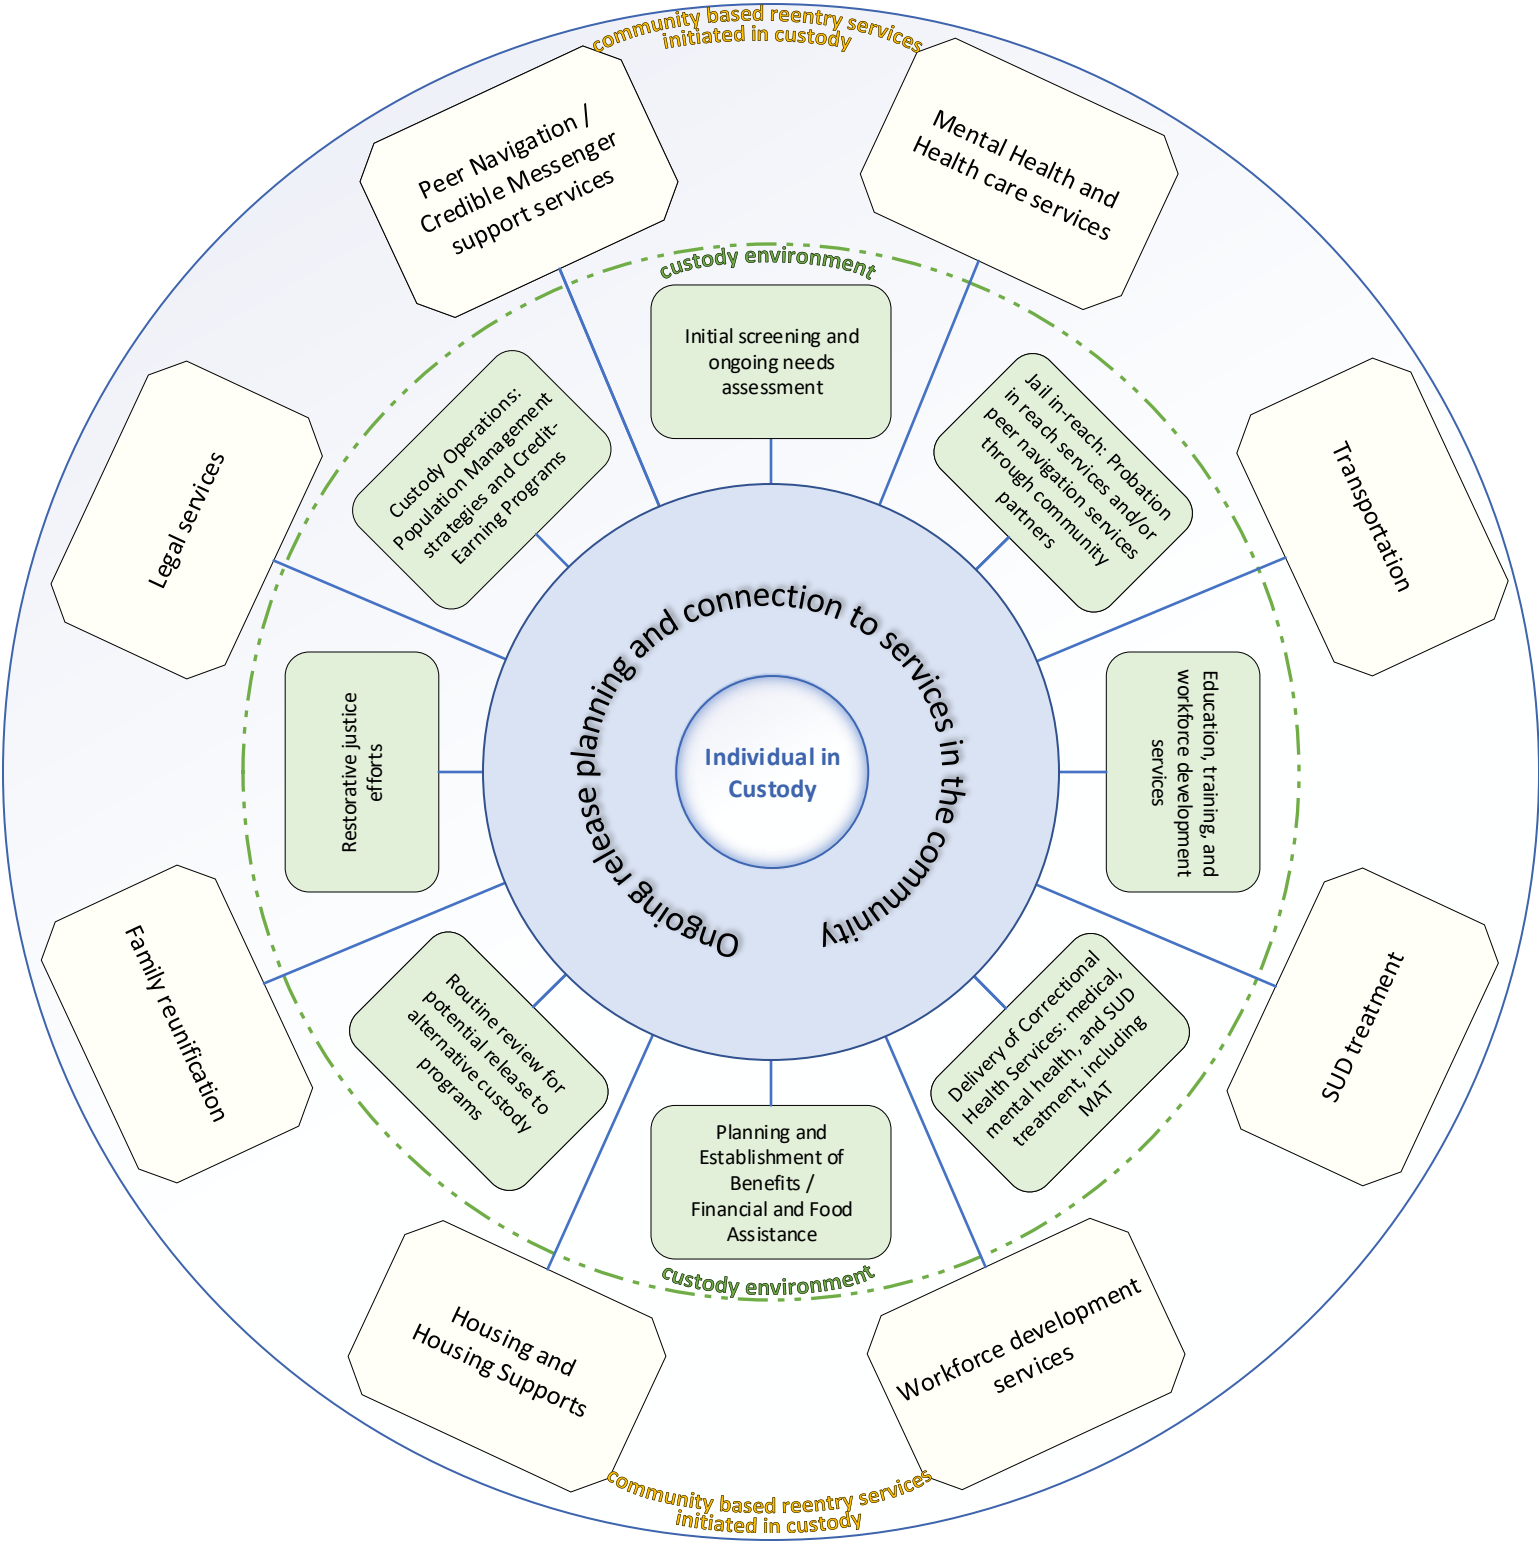 community based reentry services
initiated in custody
Peer Navigation /
Credible Messenger
support services
Mental Health and
Health care services
custody environment
Initial screening and
ongoing needs
assessment
Custody Operations:
Population Management
strategies and Credit-
Earning Programs
Jail in-reach: Probation
in reach services and/or
peer navigation services
through community
partners
Legal services
Transportation
Ongoing release planning and connection to services in the community
Individual in
Custody
Restorative justice
efforts
Education, training, and
workforce development
services
Family reunification
SUD treatment
Routine review for
potential release to
alternative custody
programs
Delivery of Correctional
Health Services: medical,
mental health, and SUD
treatment, including
MAT
Planning and
Establishment of
Benefits /
Financial and Food
Assistance
custody environment
Housing and
Housing Supports
Workforce development
services
community based reentry services
initiated in custody